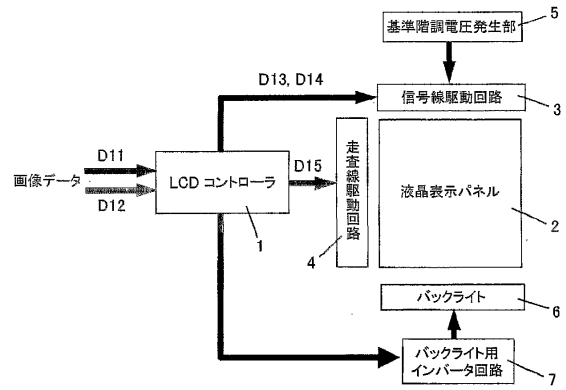 基準階調電圧発生部
5
D13, D14
信号線駆動回路
3
画像データ
D11
D12
LCD コントローラ
1
D15
走査線駆動回路
4
液晶表示パネル
2
バックライト
6
バックライト用
インバータ回路
7